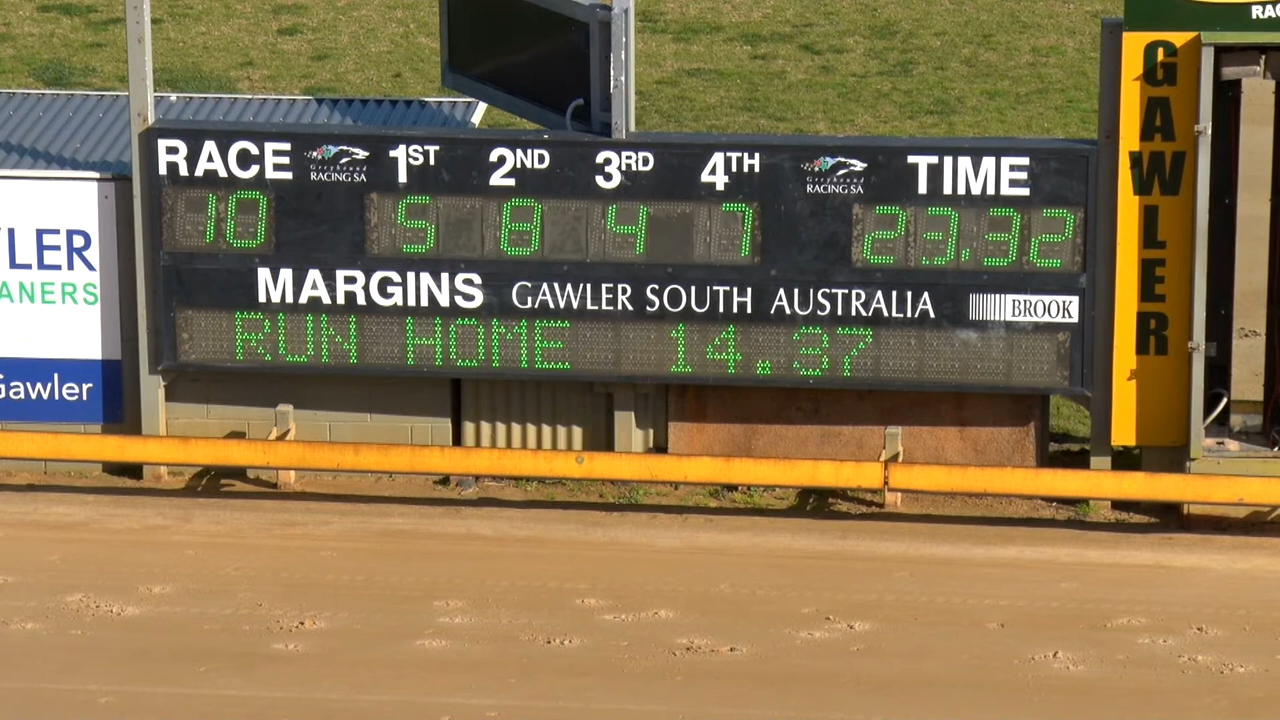 RAC
GAWLER
RACE 1ST 2ND 3RD 4TH TIME
Greyhound RACING SA
Greyhound RACING SA
10 5 8 4 7 23.32
MARGINS GAWLER SOUTH AUSTRALIA BROOK
RUN HOME 14.37
LER
ANERS
Gawler